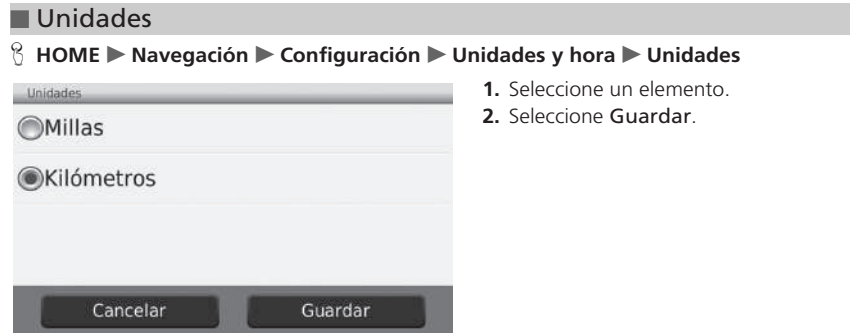 Unidades
HOME ▶ Navegación ▶ Configuración ▶ Unidades y hora ▶ Unidades
Unidades
Millas
Kilómetros
Cancelar
Guardar
1. Seleccione un elemento.
2. Seleccione Guardar.